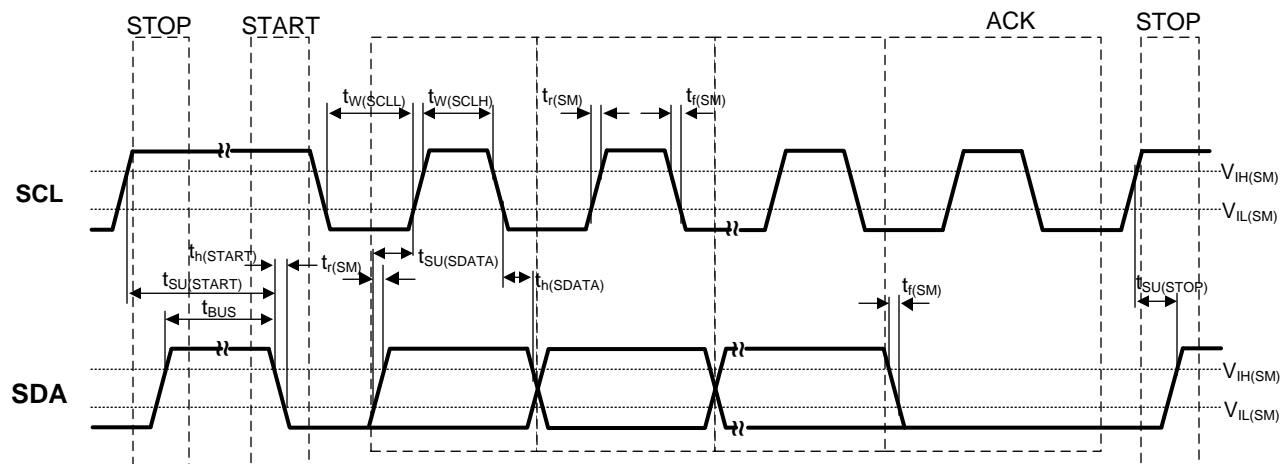 STOP START ACK STOP
tW(SCLL) tW(SCLH) tr(SM) tf(SM)
SCL
VIH(SM)
VIL(SM)
th(START) tr(SM) tSU(SDATA)
th(SDATA)
tSU(START) tf(SM) tSU(STOP)
tBUS
SDA
VIH(SM)
VIL(SM)